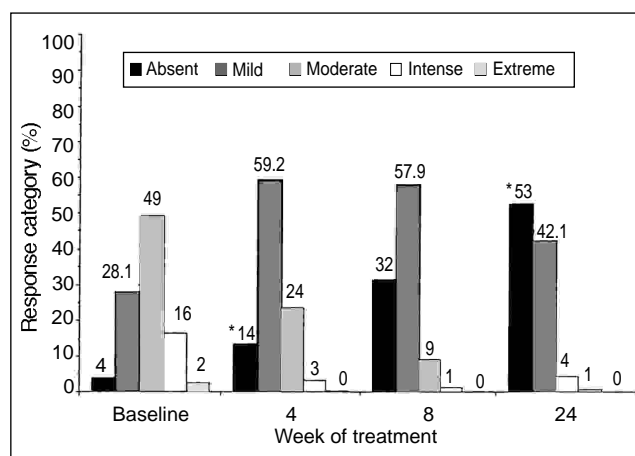 100
90
80
70
60
50
40
30
20
10
0
Response category (%)
Absent Mild Moderate Intense Extreme
4 28.1 49 16 2
*14 59.2 24 3 0
32 57.9 9 1 0
*53 42.1 4 1 0
Baseline 4 8 24
Week of treatment